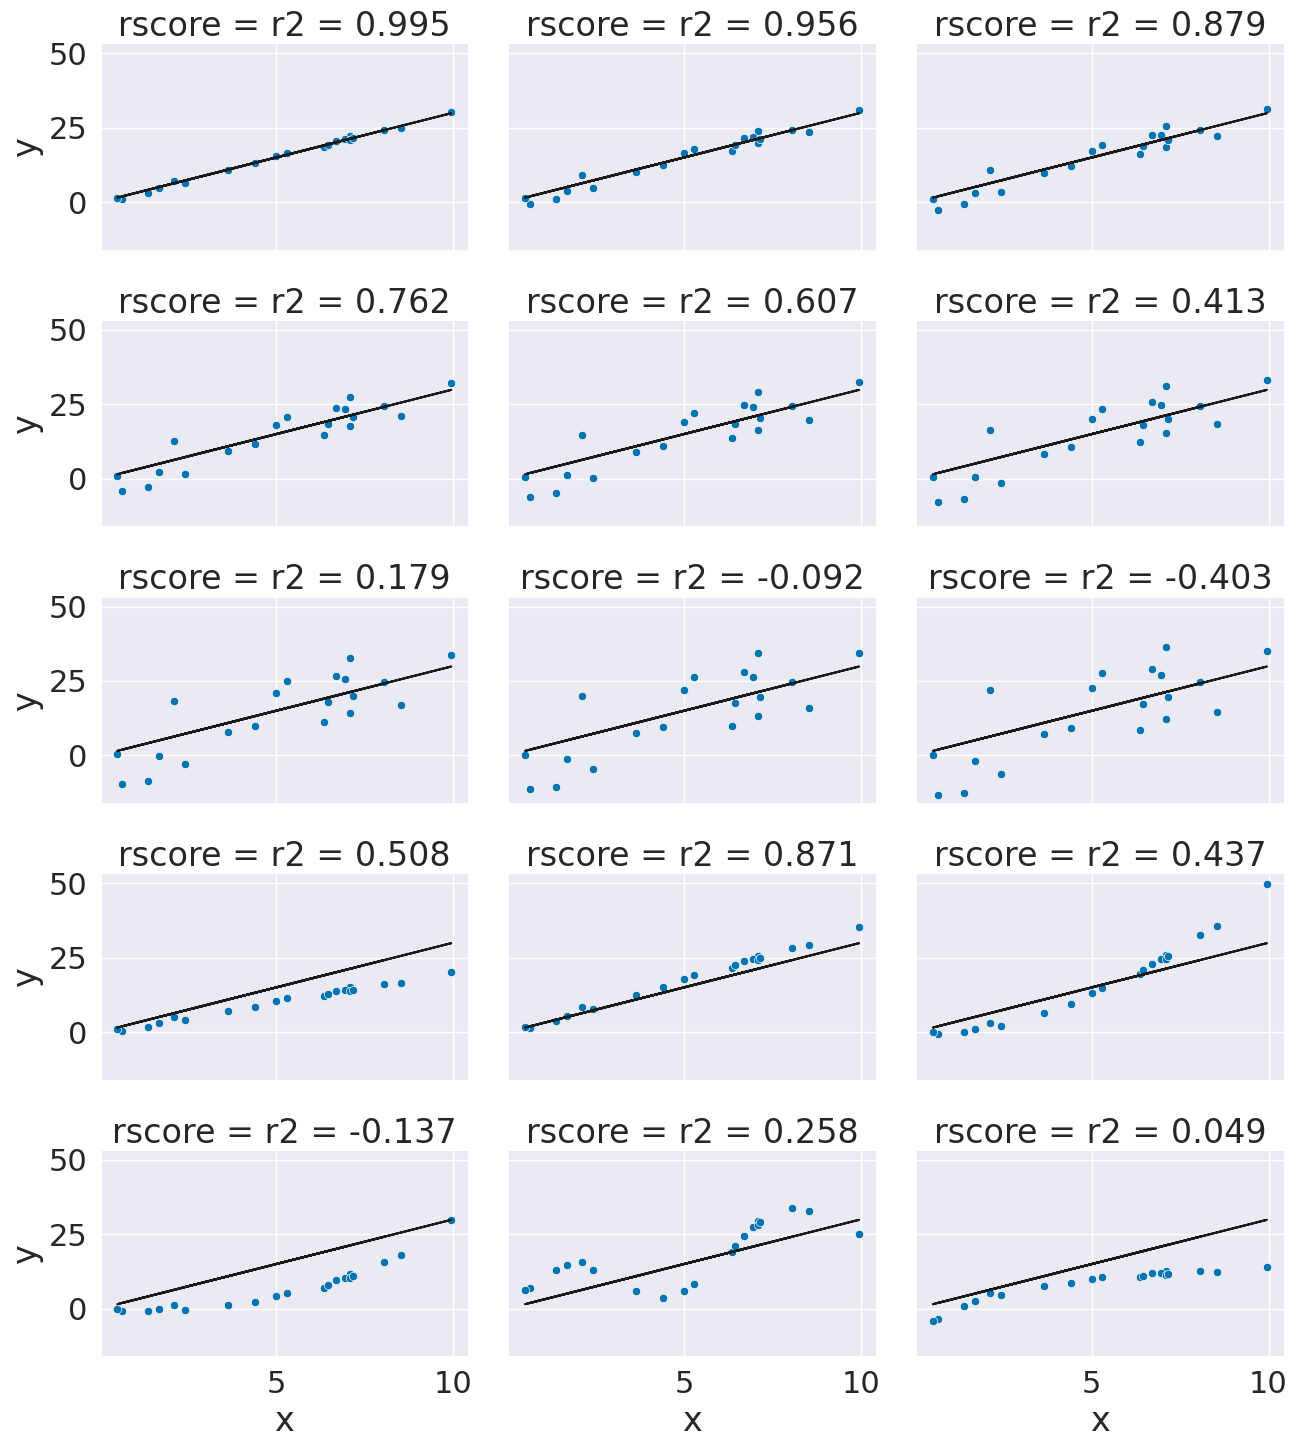 rscore = r2 = 0.995 rscore = r2 = 0.956 rscore = r2 = 0.879
50
25
0
y
rscore = r2 = 0.762 rscore = r2 = 0.607 rscore = r2 = 0.413
50
25
0
y
rscore = r2 = 0.179 rscore = r2 = -0.092 rscore = r2 = -0.403
50
25
0
y
rscore = r2 = 0.508 rscore = r2 = 0.871 rscore = r2 = 0.437
50
25
0
y
rscore = r2 = -0.137 rscore = r2 = 0.258 rscore = r2 = 0.049
50
25
0
y
5 10 5 10 5 10
x x x